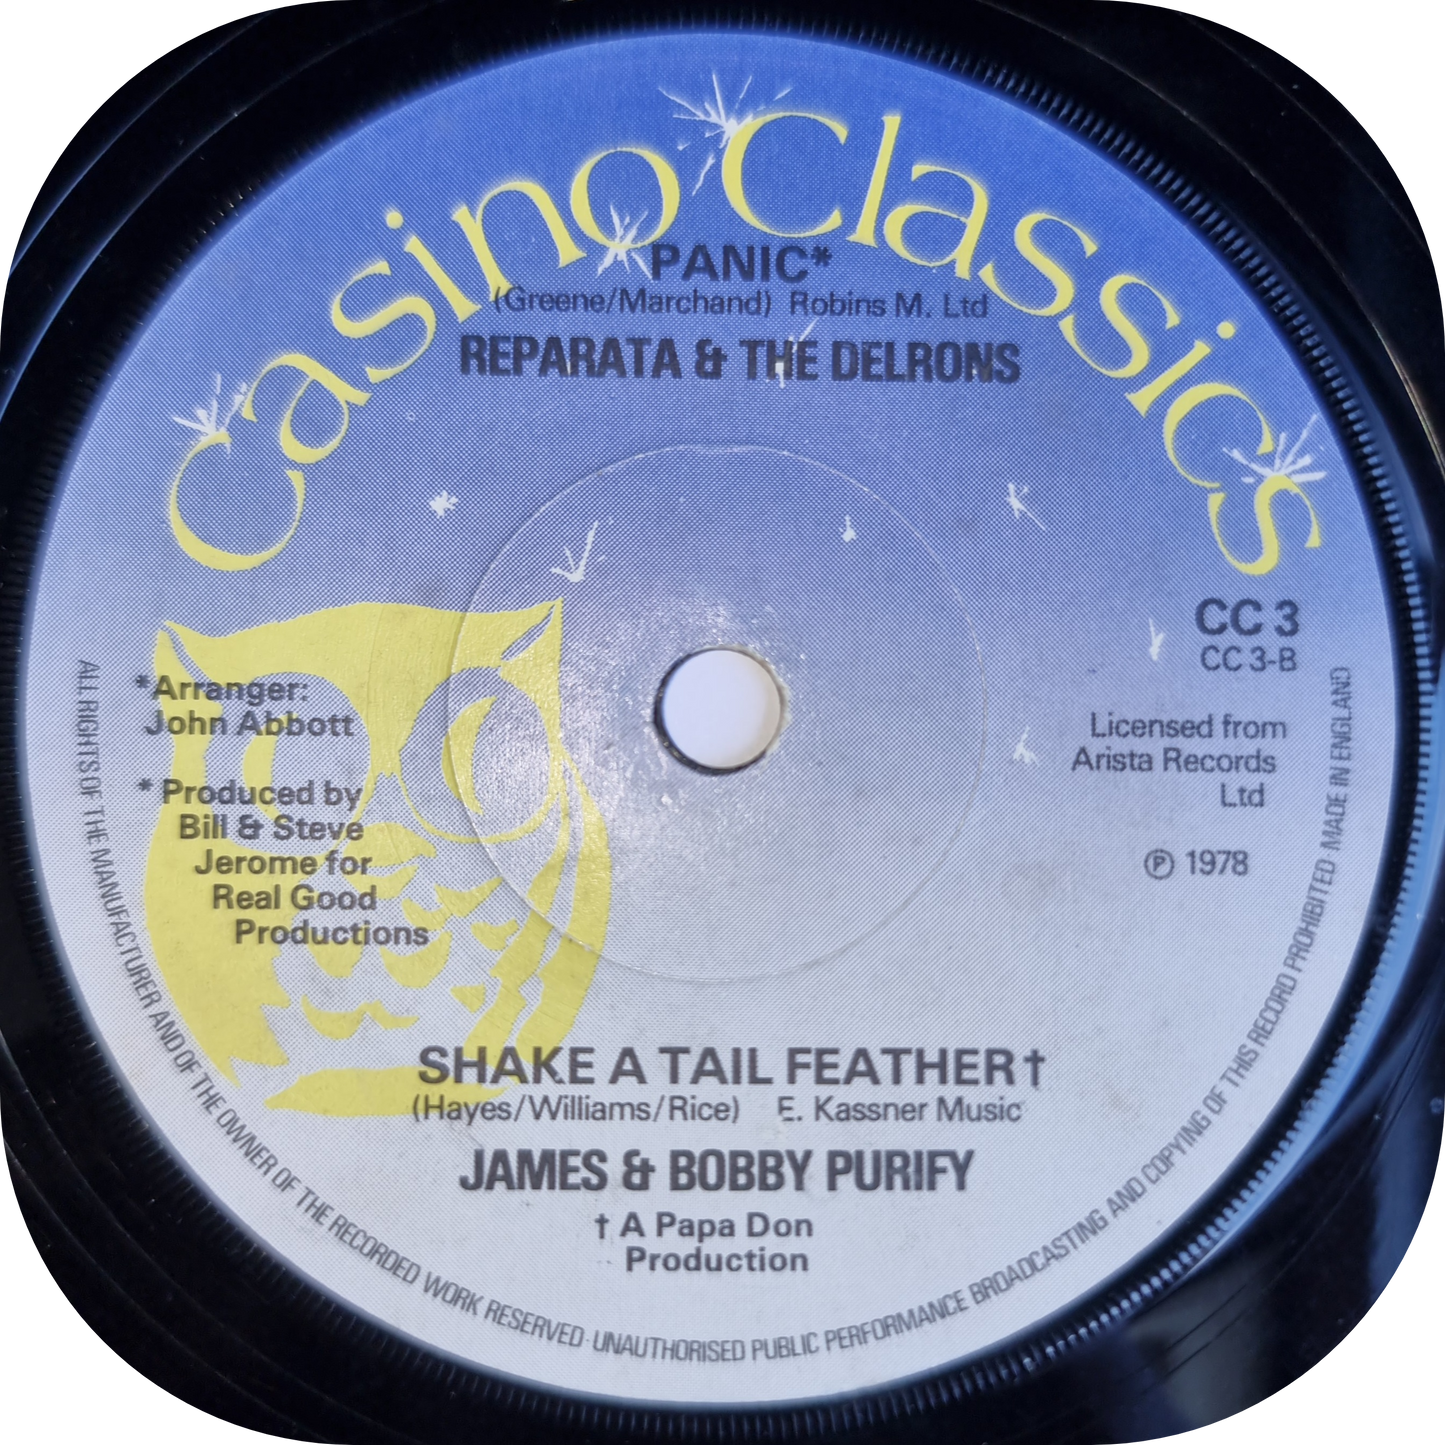 Casino Classics
PANIC*
(Greene/Marchand) Robins M. Ltd
REPARATA & THE DELRONS
CC 3
CC 3-B
*Arranger:
John Abbott
* Produced by
Bill & Steve
Jerome for
Real Good
Productions
Licensed from
Arista Records
Ltd
℗ 1978
SHAKE A TAIL FEATHER†
(Hayes/Williams/Rice) E. Kassner Music
JAMES & BOBBY PURIFY
† A Papa Don
Production
ALL RIGHTS OF THE MANUFACTURER AND OF THE OWNER OF THE RECORDED WORK RESERVED · UNAUTHORISED PUBLIC PERFORMANCE BROADCASTING AND COPYING OF THIS RECORD PROHIBITED MADE IN ENGLAND